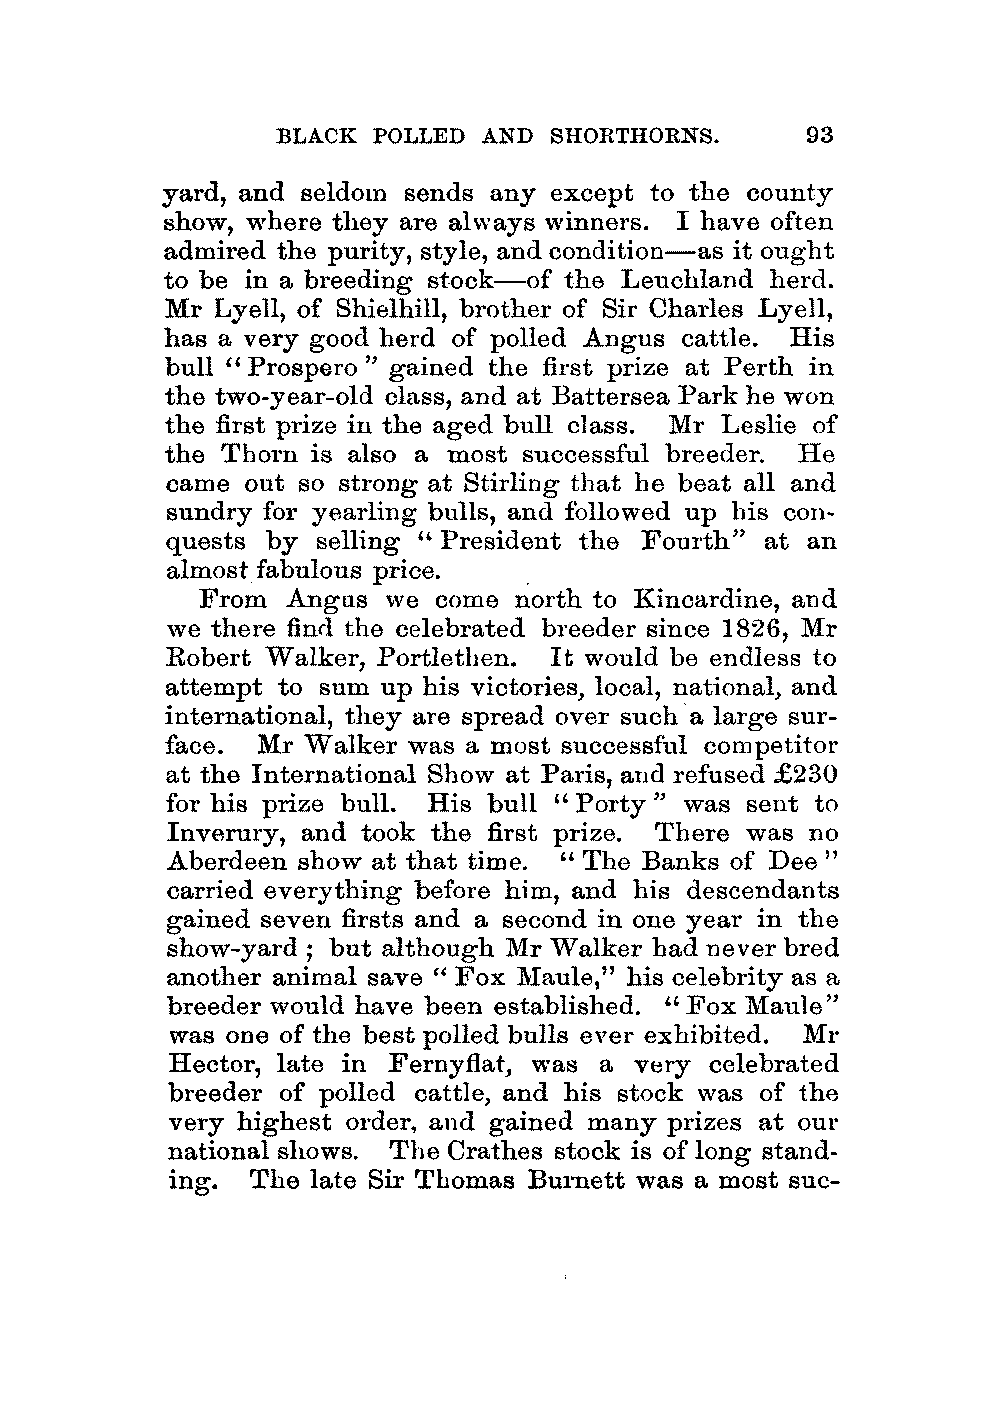 BLACK POLLED AND SHORTHORNS. 93
yard, and seldom sends any except to the county
show, where they are always winners. I have often
admired the purity, style, and condition—as it ought
to be in a breeding stock—of the Leuchland herd.
Mr Lyell, of Shielhill, brother of Sir Charles Lyell,
has a very good herd of polled Angus cattle. His
bull “Prospero” gained the first prize at Perth in
the two-year-old class, and at Battersea Park he won
the first prize in the aged bull class. Mr Leslie of
the Thorn is also a most successful breeder. He
came out so strong at Stirling that he beat all and
sundry for yearling bulls, and followed up his con-
quests by selling “President the Fourth” at an
almost fabulous price.
From Angus we come north to Kincardine, and
we there find the celebrated breeder since 1826, Mr
Robert Walker, Portlethen. It would be endless to
attempt to sum up his victories, local, national, and
international, they are spread over such a large sur-
face. Mr Walker was a most successful competitor
at the International Show at Paris, and refused £230
for his prize bull. His bull “Porty” was sent to
Inverury, and took the first prize. There was no
Aberdeen show at that time. “The Banks of Dee”
carried everything before him, and his descendants
gained seven firsts and a second in one year in the
show-yard; but although Mr Walker had never bred
another animal save “Fox Maule,” his celebrity as a
breeder would have been established. “Fox Maule”
was one of the best polled bulls ever exhibited. Mr
Hector, late in Fernyflat, was a very celebrated
breeder of polled cattle, and his stock was of the
very highest order, and gained many prizes at our
national shows. The Crathes stock is of long stand-
ing. The late Sir Thomas Burnett was a most suc-